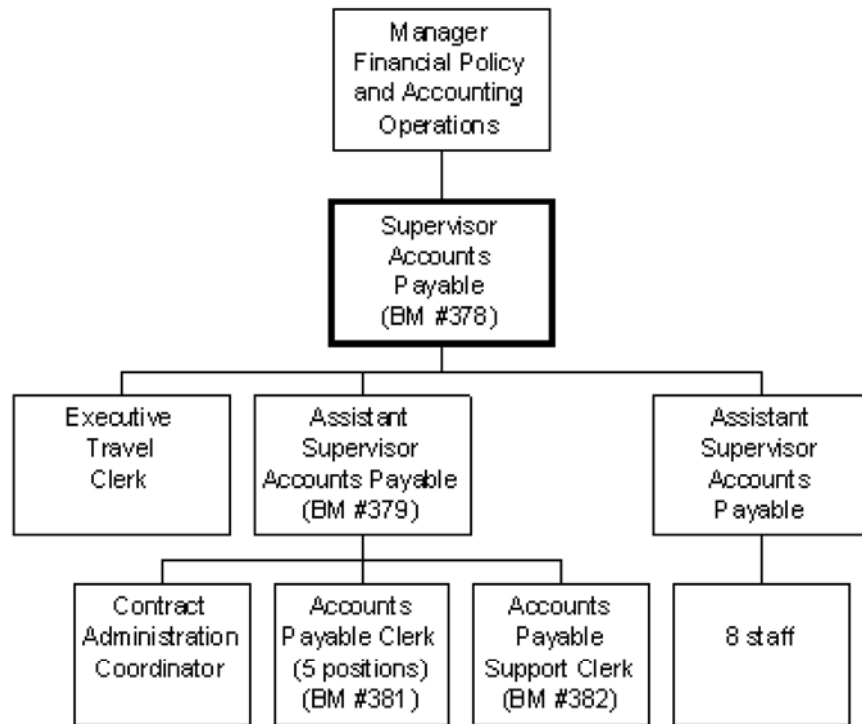 Manager
Financial Policy
and Accounting
Operations
Supervisor
Accounts
Payable
(BM #378)
Executive
Travel
Clerk
Assistant
Supervisor
Accounts Payable
(BM #379)
Assistant
Supervisor
Accounts
Payable
Contract
Administration
Coordinator
Accounts
Payable Clerk
(5 positions)
(BM #381)
Accounts
Payable
Support Clerk
(BM #382)
8 staff